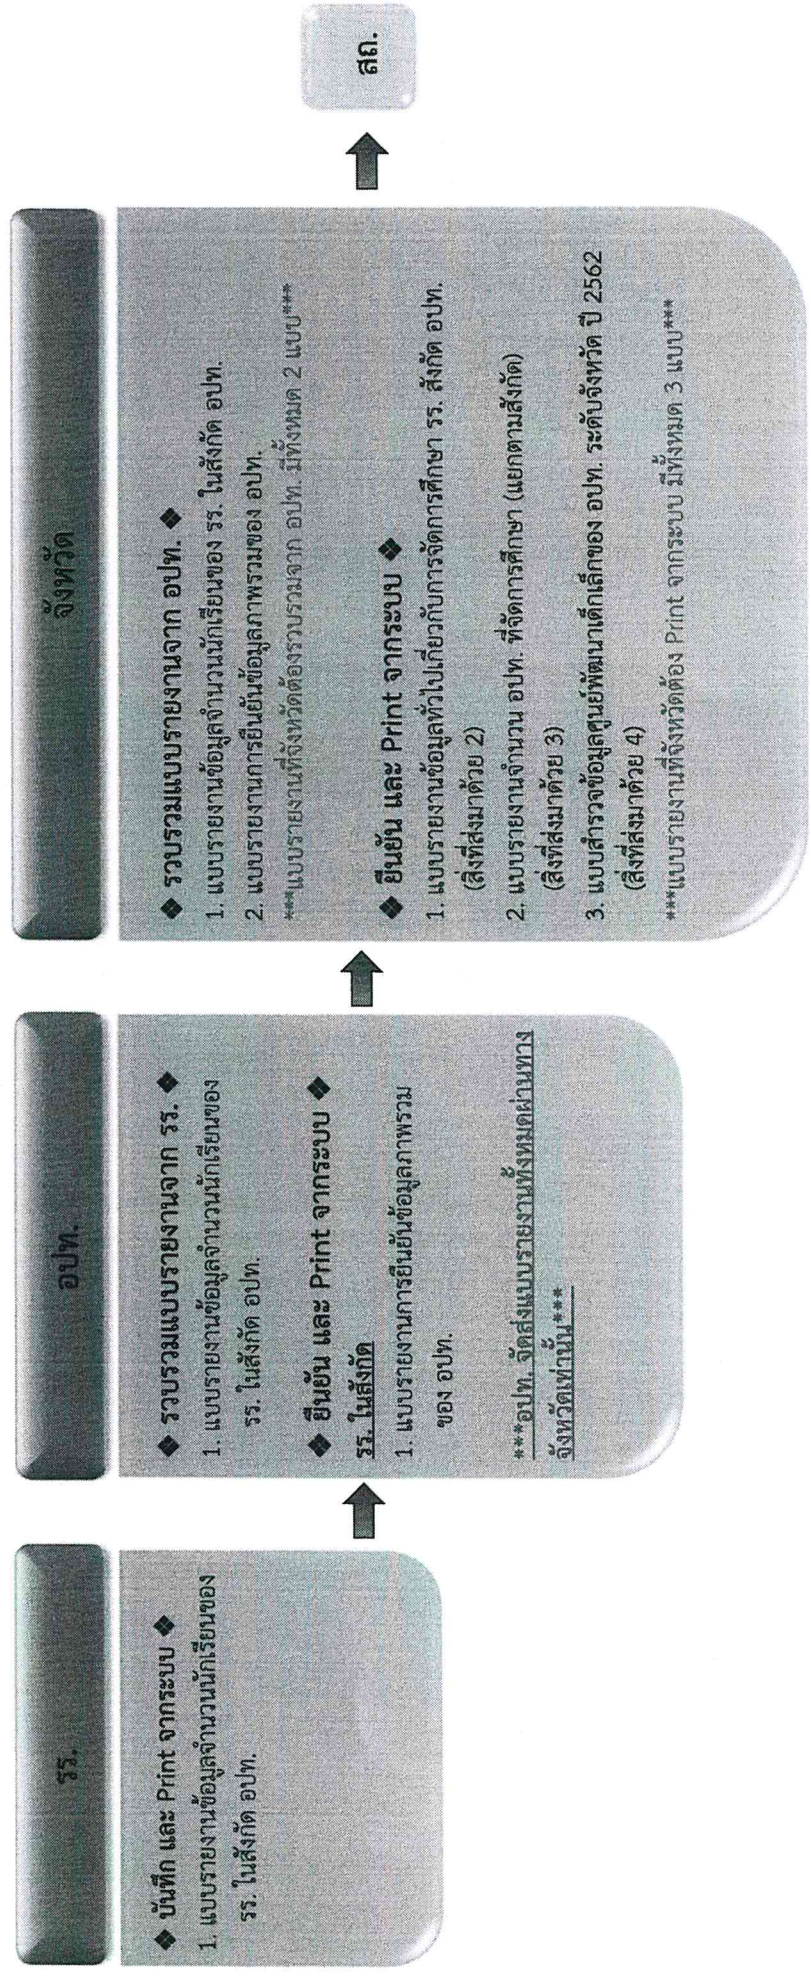 รร.
❖ บันทึก และ Print จากระบบ ❖
1. แบบรายงานข้อมูลจำนวนนักเรียนของ
รร. ในสังกัด อปท.
อปท.
❖ รวบรวมแบบรายงานจาก รร. ❖
1. แบบรายงานข้อมูลจำนวนนักเรียนของ
รร. ในสังกัด อปท.
❖ ยืนยัน และ Print จากระบบ ❖
รร. ในสังกัด
1. แบบรายงานการยืนยันข้อมูลภาพรวม
ของ อปท.
***อปท. จัดส่งแบบรายงานทั้งหมดผ่านทาง
จังหวัดเท่านั้น***
จังหวัด
❖ รวบรวมแบบรายงานจาก อปท. ❖
1. แบบรายงานข้อมูลจำนวนนักเรียนของ รร. ในสังกัด อปท.
2. แบบรายงานการยืนยันข้อมูลภาพรวมของ อปท.
***แบบรายงานที่จังหวัดต้องรวบรวมจาก อปท. มีทั้งหมด 2 แบบ***
❖ ยืนยัน และ Print จากระบบ ❖
1. แบบรายงานข้อมูลทั่วไปเกี่ยวกับการจัดการศึกษา รร. สังกัด อปท.
(สิ่งที่ส่งมาด้วย 2)
2. แบบรายงานจำนวน อปท. ที่จัดการศึกษา (แยกตามสังกัด)
(สิ่งที่ส่งมาด้วย 3)
3. แบบสำรวจข้อมูลศูนย์พัฒนาเด็กเล็กของ อปท. ระดับจังหวัด ปี 2562
(สิ่งที่ส่งมาด้วย 4)
***แบบรายงานที่จังหวัดต้อง Print จากระบบ มีทั้งหมด 3 แบบ***
สถ.